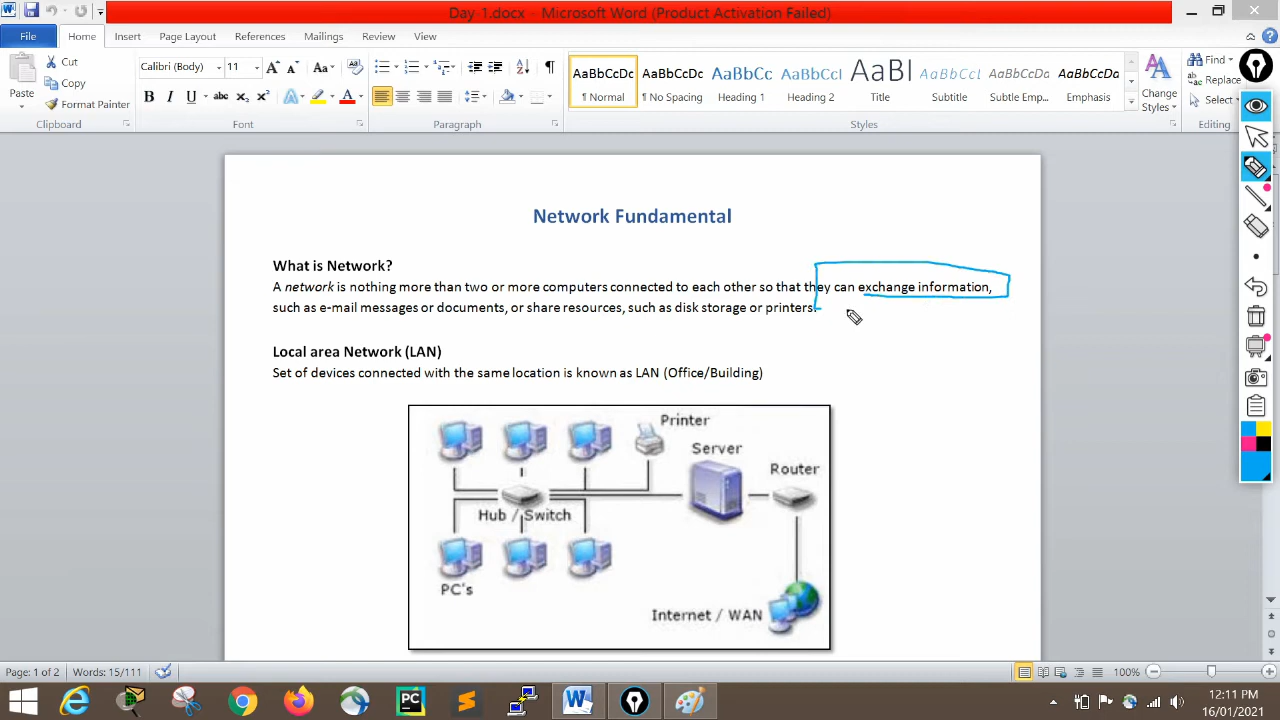 Day-1.docx - Microsoft Word (Product Activation Failed)
File Home Insert Page Layout References Mailings Review View
Paste
Cut
Copy
Format Painter
Clipboard
Calibri (Body) 11
Font
Paragraph
AaBbCcDc AaBbCcDc AaBbCc AaBbCcI AaBI AaBbCcL AaBbCcDc AaBbCcDc
¶ Normal ¶ No Spacing Heading 1 Heading 2 Title Subtitle Subtle Emp... Emphasis
Change Styles
Styles
Find
Replace
Select
Editing
Network Fundamental
What is Network?
A network is nothing more than two or more computers connected to each other so that they can exchange information,
such as e-mail messages or documents, or share resources, such as disk storage or printers.
Local area Network (LAN)
Set of devices connected with the same location is known as LAN (Office/Building)
Printer
Server
Router
Hub / Switch
PC's
Internet / WAN
Page: 1 of 2 Words: 15/111 100%
12:11 PM
16/01/2021